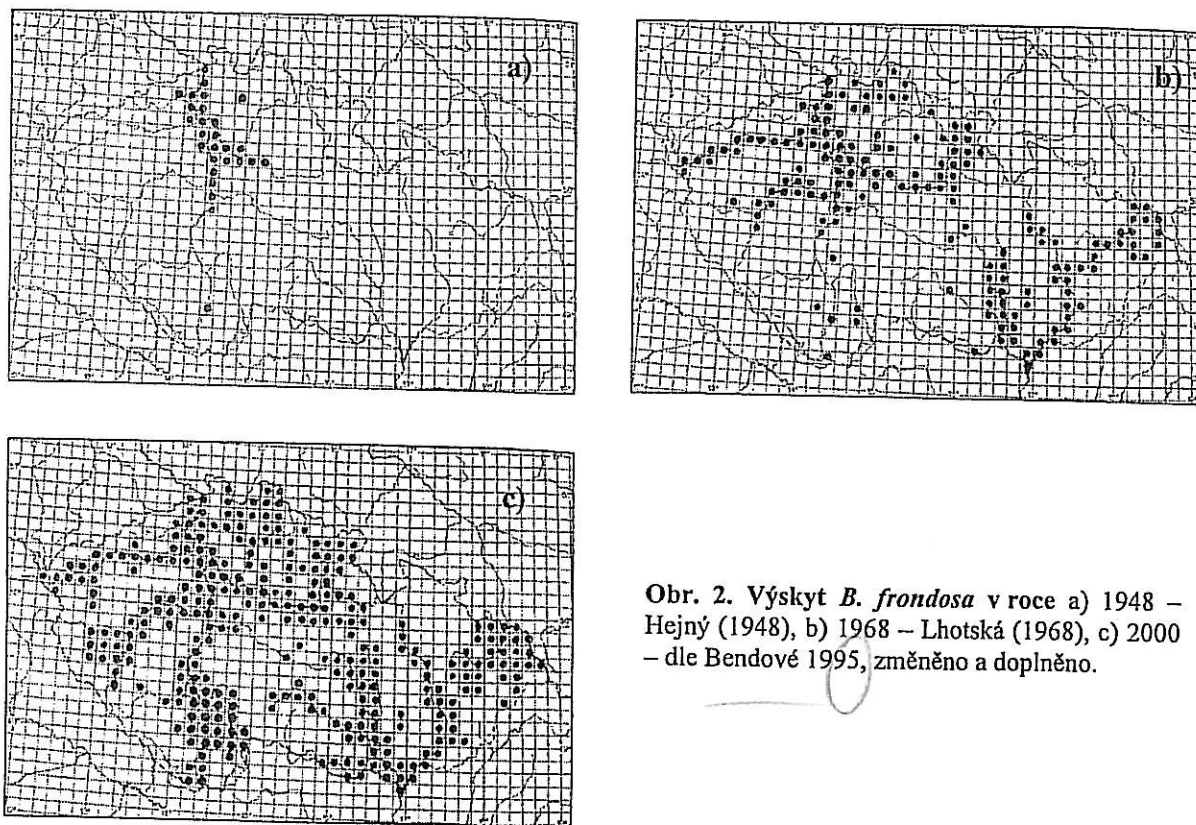 a)
b)
c)
Obr. 2. Výskyt B. frondosa v roce a) 1948 –
Hejný (1948), b) 1968 – Lhotská (1968), c) 2000
– dle Bendové 1995, změněno a doplněno.